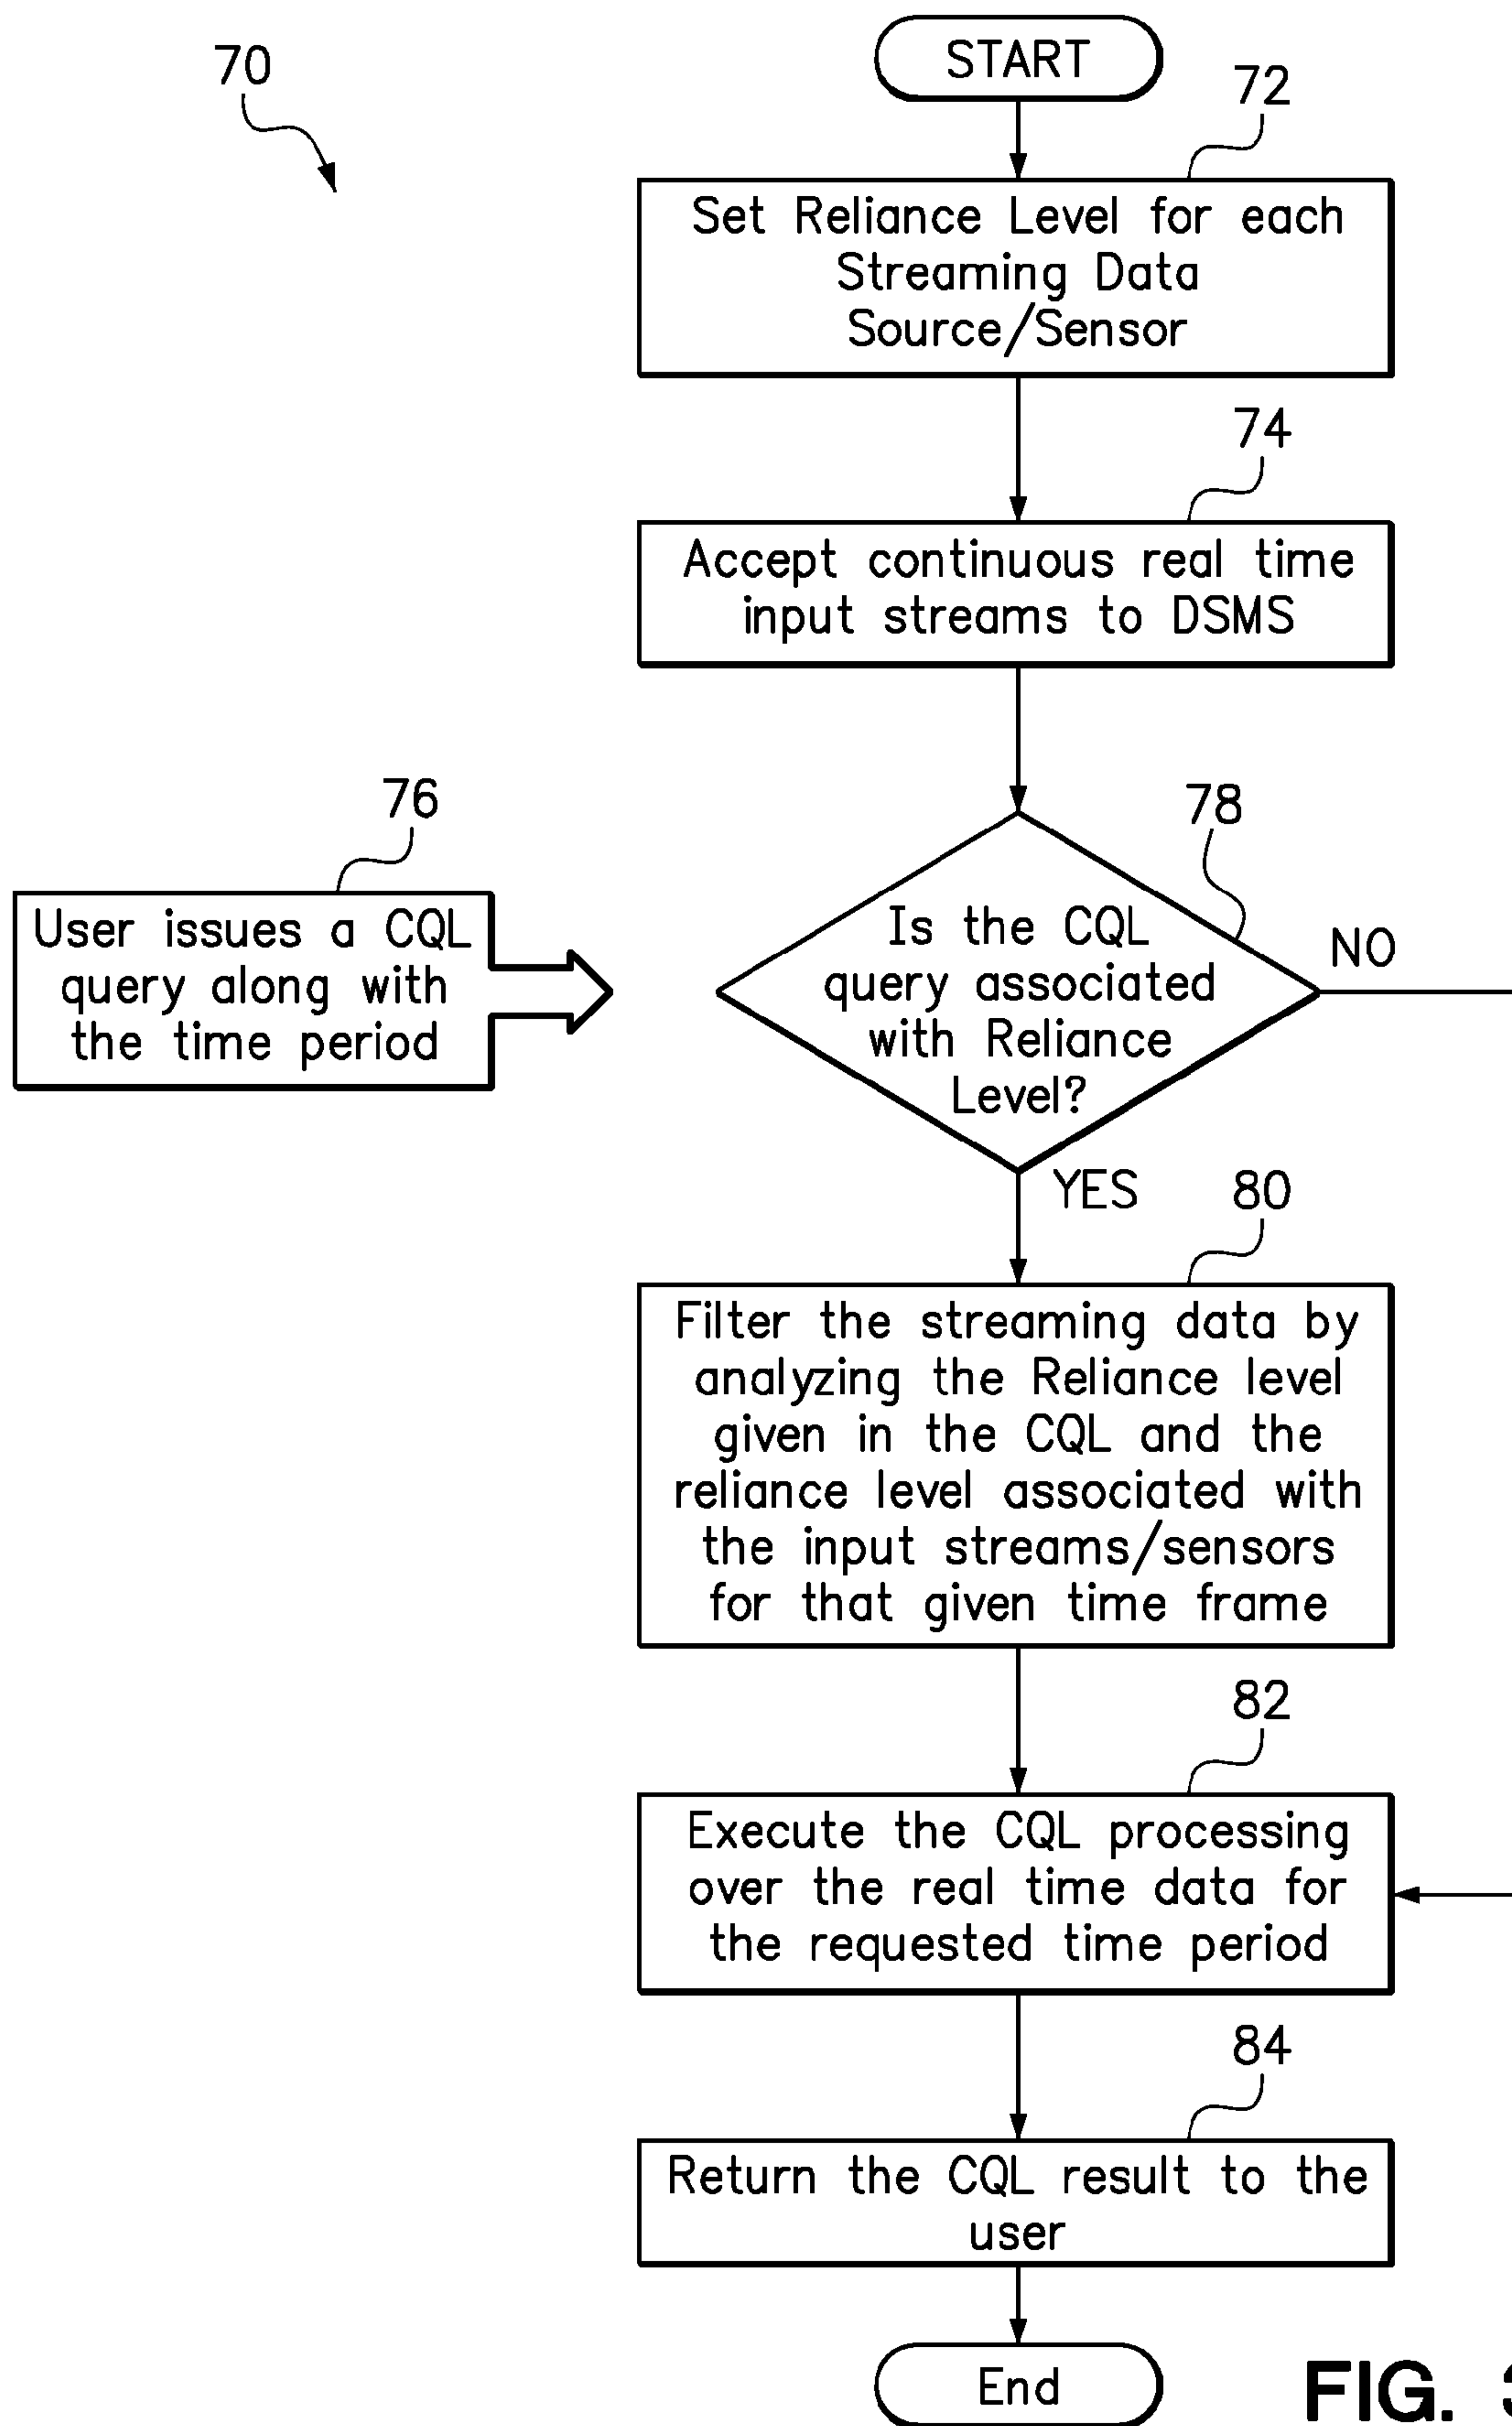 70
START
72
Set Reliance Level for each
Streaming Data
Source/Sensor
74
Accept continuous real time
input streams to DSMS
76
User issues a CQL
query along with
the time period
78
Is the CQL
query associated
with Reliance
Level?
NO
YES
80
Filter the streaming data by
analyzing the Reliance level
given in the CQL and the
reliance level associated with
the input streams/sensors
for that given time frame
82
Execute the CQL processing
over the real time data for
the requested time period
84
Return the CQL result to the
user
End
FIG. 3